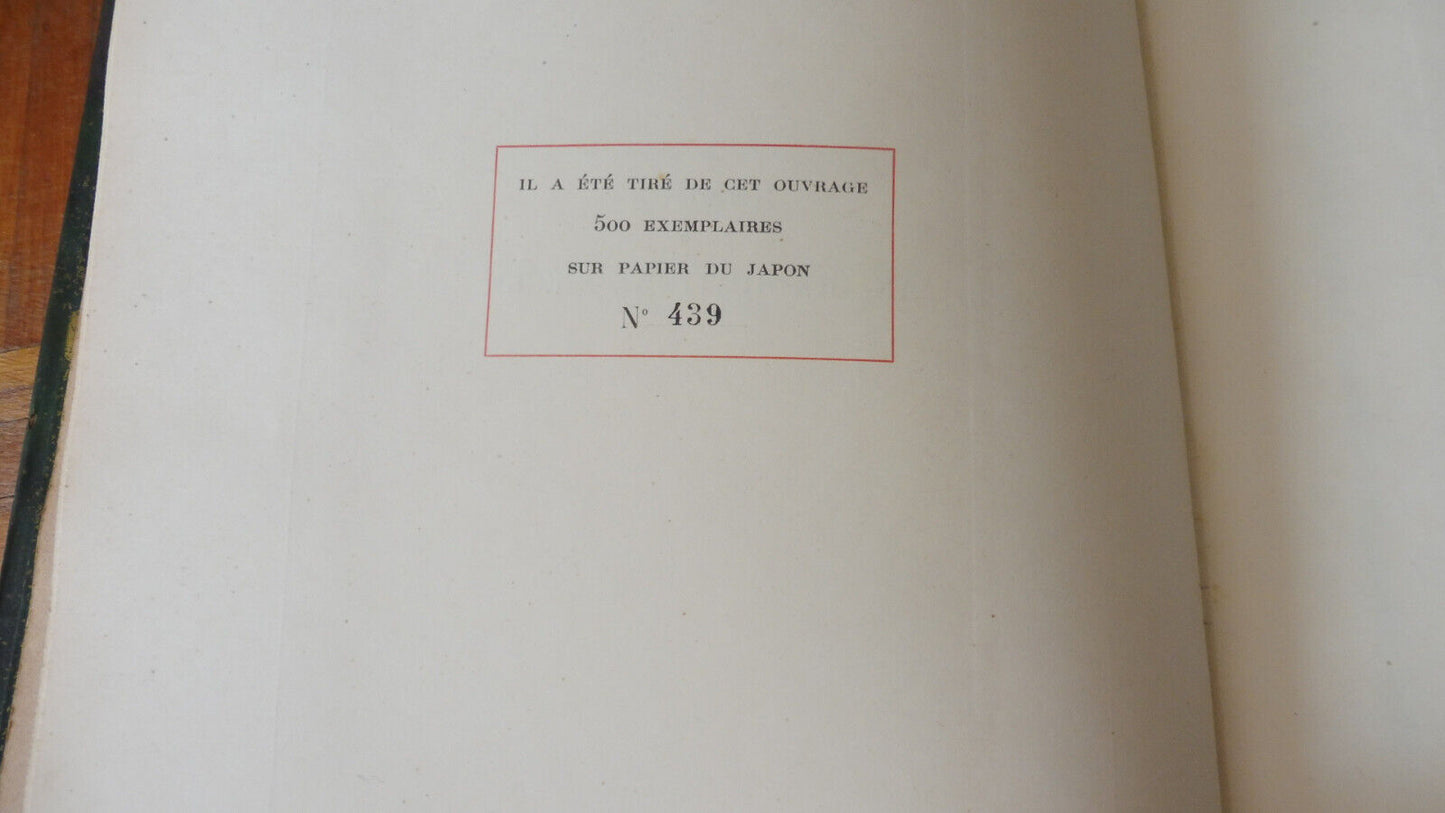 IL A ÉTÉ TIRÉ DE CET OUVRAGE
500 EXEMPLAIRES
SUR PAPIER DU JAPON
N° 439